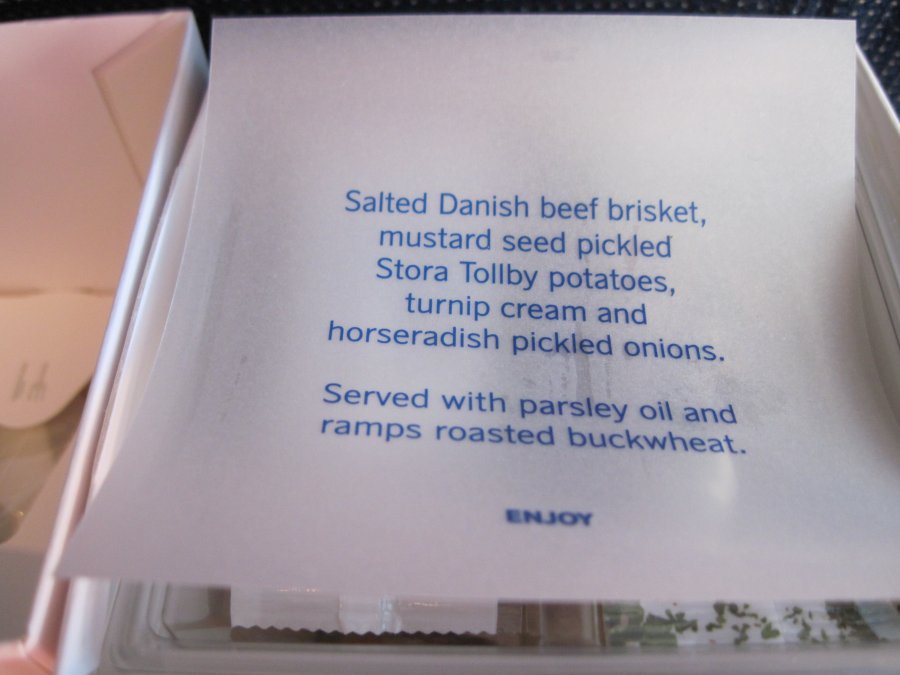 Salted Danish beef brisket,
mustard seed pickled
Stora Tollby potatoes,
turnip cream and
horseradish pickled onions.
Served with parsley oil and
ramps roasted buckwheat.
ENJOY